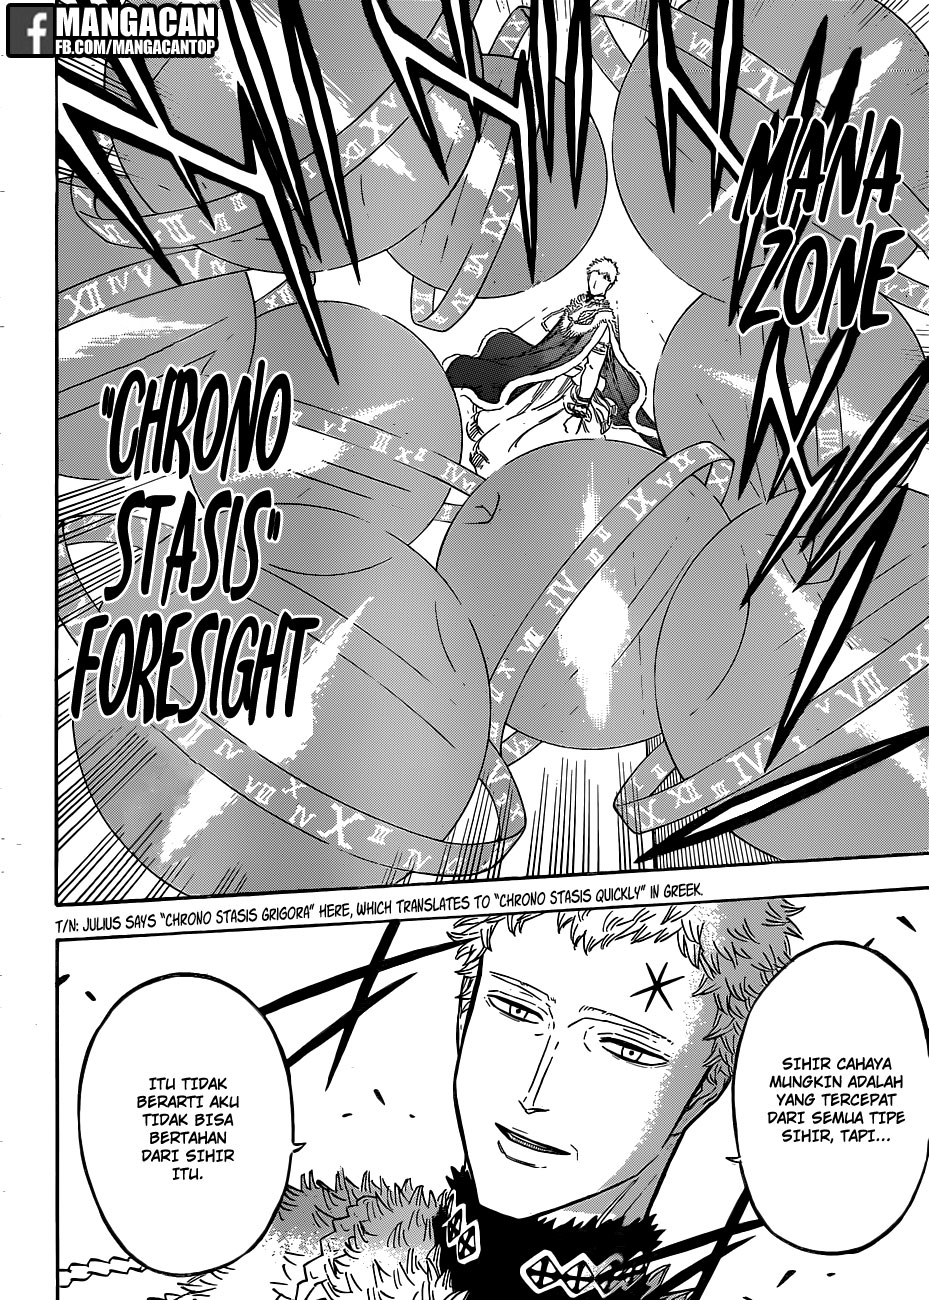 MANGACAN
FB.COM/MANGACANTOP
MANA
ZONE
"CHRONO
STASIS"
FORESIGHT
T/N: JULIUS SAYS "CHRONO STASIS GRIGORA" HERE, WHICH TRANSLATES TO "CHRONO STASIS QUICKLY" IN GREEK.
SIHIR CAHAYA
MUNGKIN ADALAH
YANG TERCEPAT
DARI SEMUA TIPE
SIHIR, TAPI...
ITU TIDAK
BERARTI AKU
TIDAK BISA
BERTAHAN
DARI SIHIR
ITU.